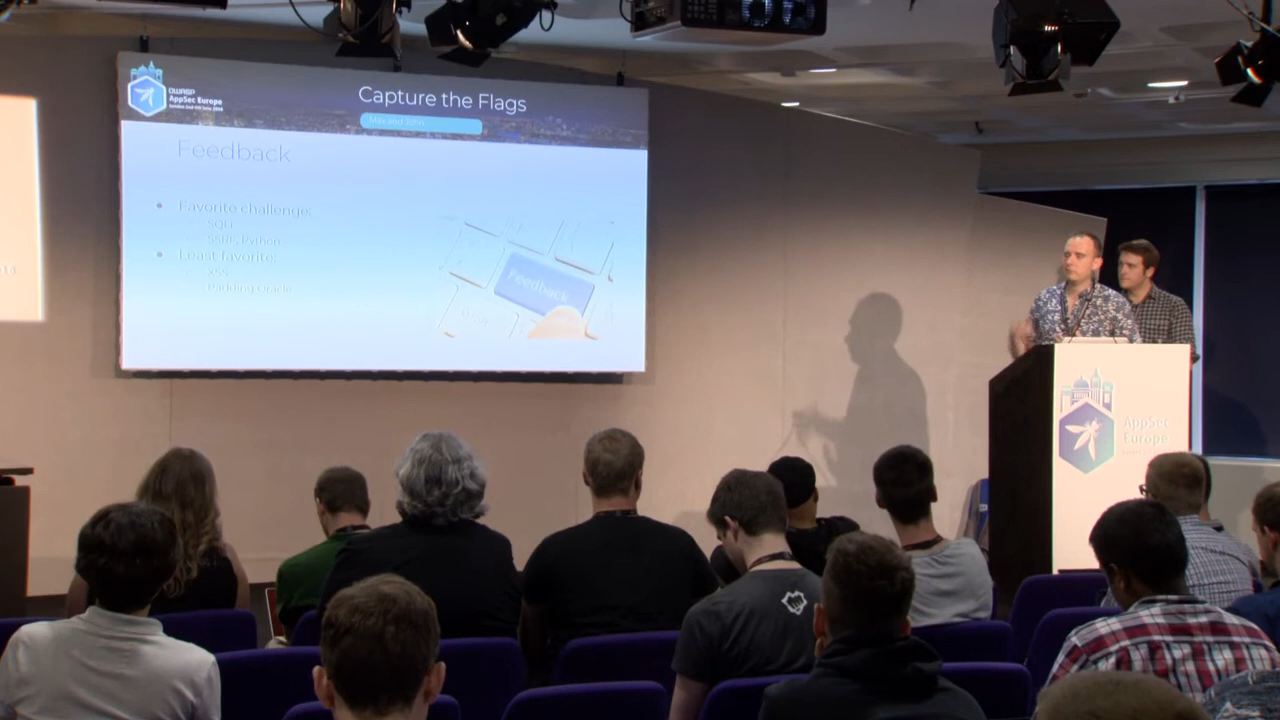 OWASP
AppSec Europe
Capture the Flags
Max and John
Feedback
Favorite challenge:
SQLi
SSRF, Python
Least favorite:
XSS
Padding Oracle
Feedback
AppSec
Europe